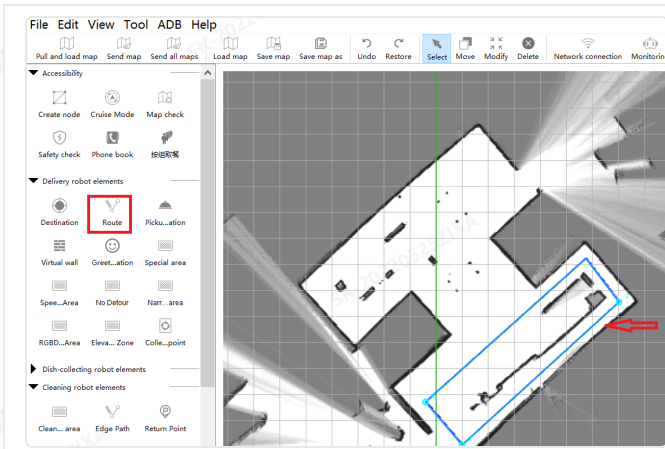 File Edit View Tool ADB Help
Pull and load map Send map Send all maps Load map Save map Save map as Undo Restore Select Move Modify Delete Network connection Monitorin
Accessibility
Create node Cruise Mode Map check
Safety check Phone book 按组取餐
Delivery robot elements
Destination Route Picku...ation
Virtual wall Greet...ation Special area
Spee...Area No Detour Narr...area
RGBD...Area Eleva... Zone Colle...point
Dish-collecting robot elements
Cleaning robot elements
Clean... area Edge Path Return Point